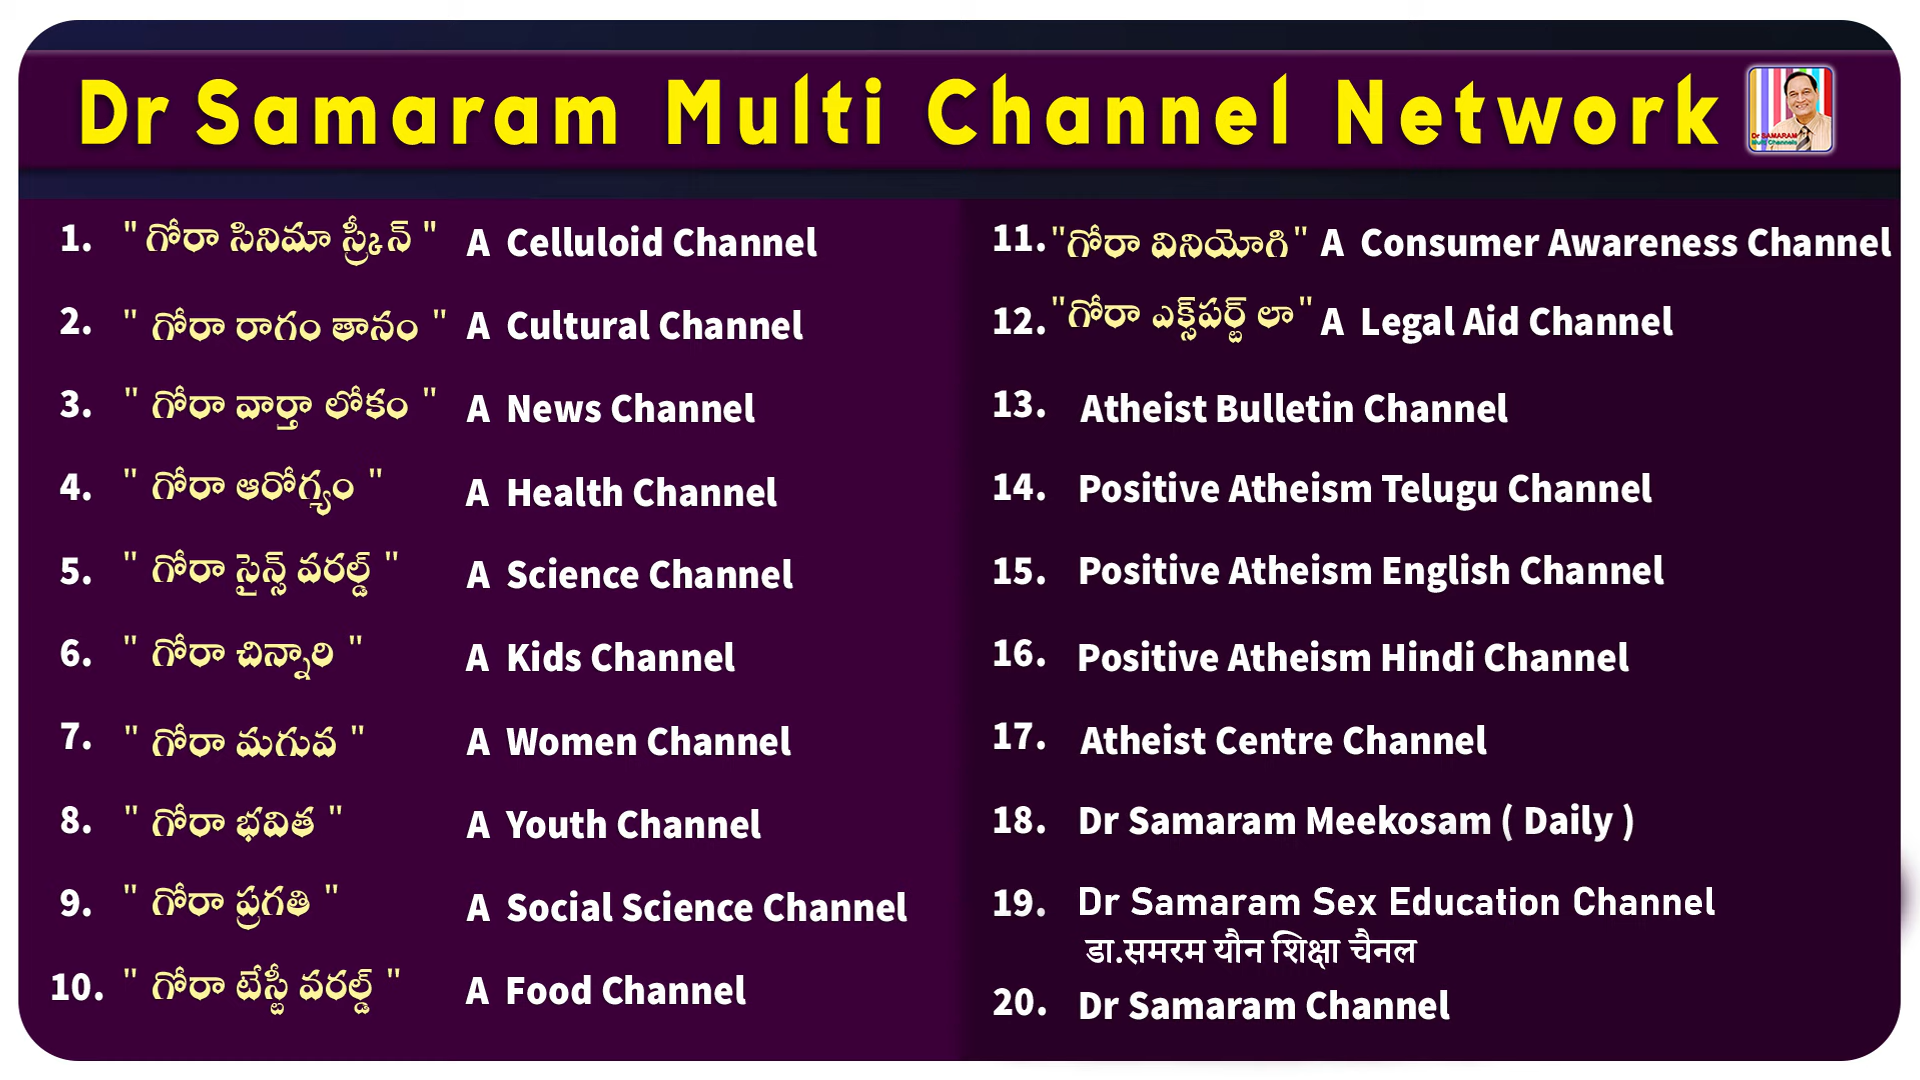 Dr Samaram Multi Channel Network
Dr SAMARAM
Multi Channels
1. " గోరా సినిమా స్క్రీన్ " A Celluloid Channel
2. " గోరా రాగం తానం " A Cultural Channel
3. " గోరా వార్తా లోకం " A News Channel
4. " గోరా ఆరోగ్యం " A Health Channel
5. " గోరా సైన్స్ వరల్డ్ " A Science Channel
6. " గోరా చిన్నారి " A Kids Channel
7. " గోరా మగువ " A Women Channel
8. " గోరా భవిత " A Youth Channel
9. " గోరా ప్రగతి " A Social Science Channel
10. " గోరా టేస్టీ వరల్డ్ " A Food Channel
11. "గోరా వినియోగి" A Consumer Awareness Channel
12. "గోరా ఎక్స్‌పర్ట్ లా" A Legal Aid Channel
13. Atheist Bulletin Channel
14. Positive Atheism Telugu Channel
15. Positive Atheism English Channel
16. Positive Atheism Hindi Channel
17. Atheist Centre Channel
18. Dr Samaram Meekosam ( Daily )
19. Dr Samaram Sex Education Channel
डा.समरम यौन शिक्षा चैनल
20. Dr Samaram Channel